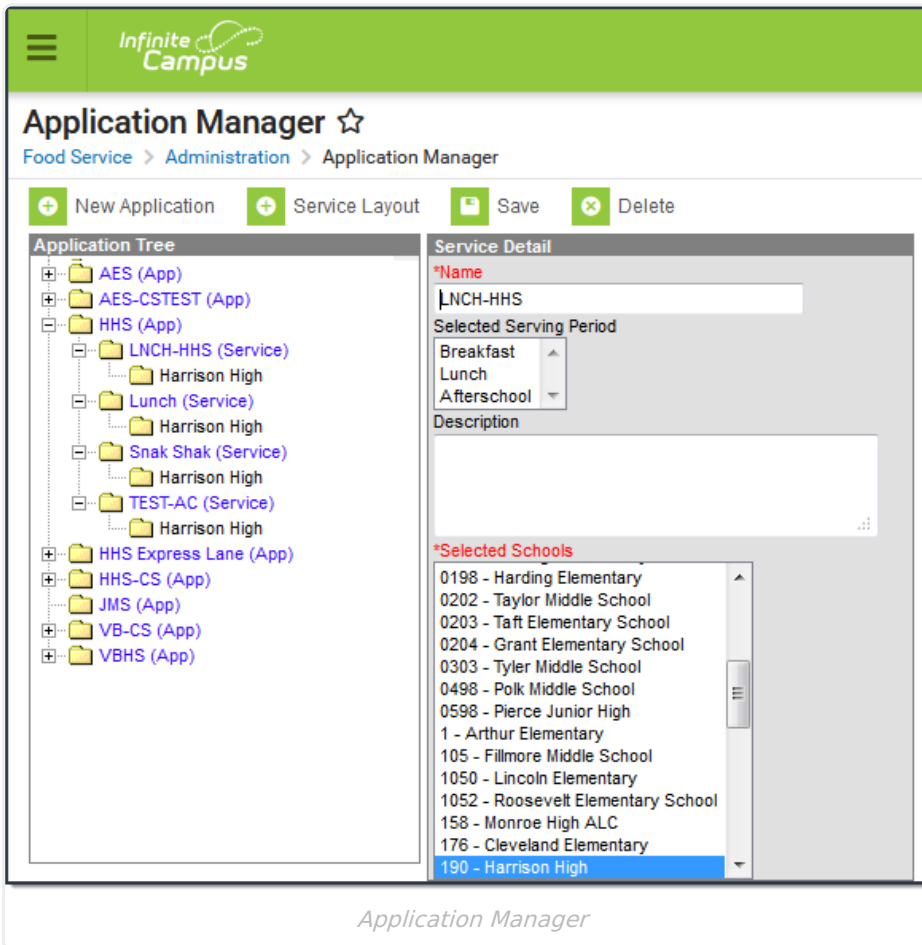 Infinite
Campus
Application Manager
Food Service > Administration > Application Manager
New Application Service Layout Save Delete
Application Tree
AES (App)
AES-CSTEST (App)
HHS (App)
LNCH-HHS (Service)
Harrison High
Lunch (Service)
Harrison High
Snak Shak (Service)
Harrison High
TEST-AC (Service)
Harrison High
HHS Express Lane (App)
HHS-CS (App)
JMS (App)
VB-CS (App)
VBHS (App)
Service Detail
*Name
LNCH-HHS
Selected Serving Period
Breakfast
Lunch
Afterschool
Description
*Selected Schools
0198 - Harding Elementary
0202 - Taylor Middle School
0203 - Taft Elementary School
0204 - Grant Elementary School
0303 - Tyler Middle School
0498 - Polk Middle School
0598 - Pierce Junior High
1 - Arthur Elementary
105 - Fillmore Middle School
1050 - Lincoln Elementary
1052 - Roosevelt Elementary School
158 - Monroe High ALC
176 - Cleveland Elementary
190 - Harrison High
Application Manager